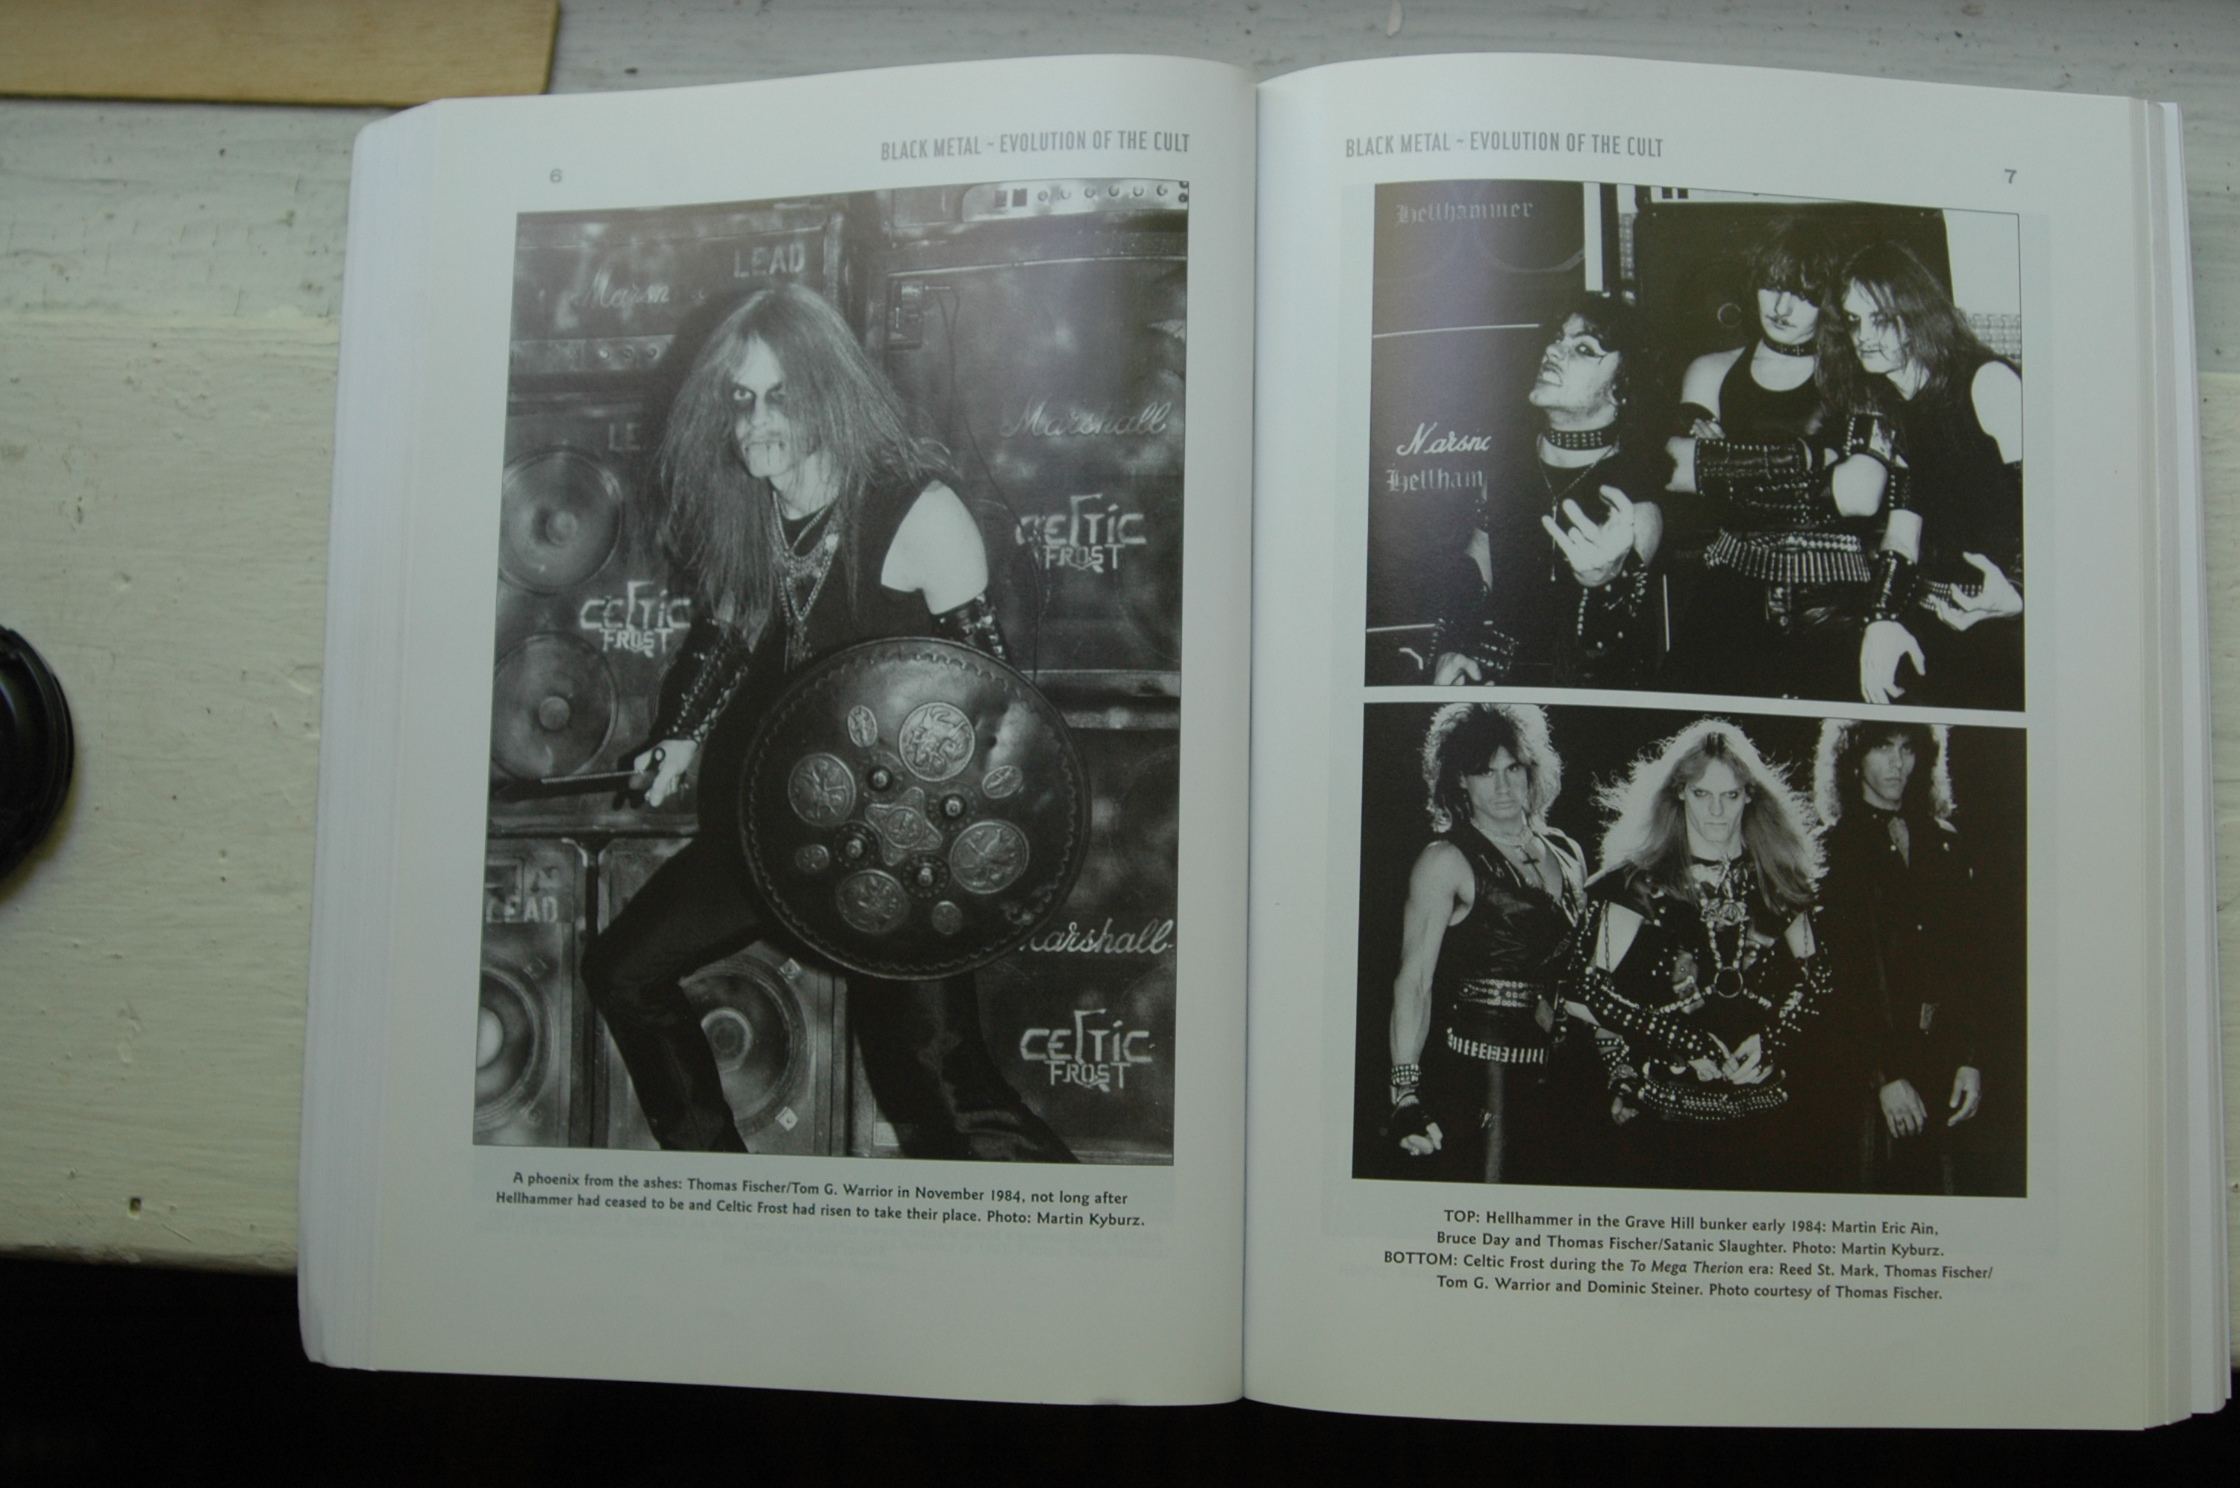 BLACK METAL ~ EVOLUTION OF THE CULT
6
LEAD
Marsh
LE
Marshall
CELTIC
FROST
CELTIC
FROST
LEAD
Marshall
CELTIC
FROST
A phoenix from the ashes: Thomas Fischer/Tom G. Warrior in November 1984, not long after
Hellhammer had ceased to be and Celtic Frost had risen to take their place. Photo: Martin Kyburz.
BLACK METAL ~ EVOLUTION OF THE CULT
7
Hellhammer
Narsnc
Hellham
TOP: Hellhammer in the Grave Hill bunker early 1984: Martin Eric Ain,
Bruce Day and Thomas Fischer/Satanic Slaughter. Photo: Martin Kyburz.
BOTTOM: Celtic Frost during the To Mega Therion era: Reed St. Mark, Thomas Fischer/
Tom G. Warrior and Dominic Steiner. Photo courtesy of Thomas Fischer.